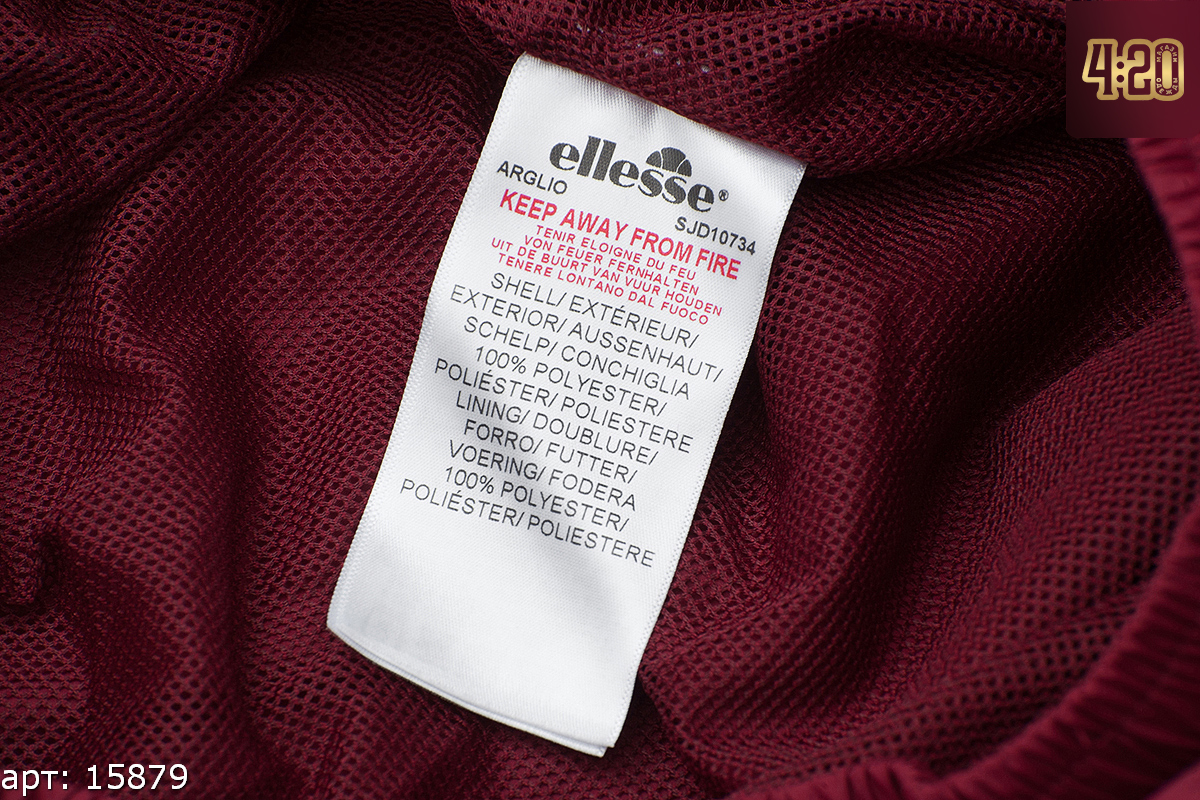 4:20
ellesse®
ARGLIO
SJD10734
KEEP AWAY FROM FIRE
TENIR ELOIGNE DU FEU
VON FEUER FERNHALTEN
UIT DE BUURT VAN VUUR HOUDEN
TENERE LONTANO DAL FUOCO
SHELL/ EXTÉRIEUR/
EXTERIOR/ AUSSENHAUT/
SCHELP/ CONCHIGLIA
100% POLYESTER/
POLIÉSTER/ POLIESTERE
LINING/ DOUBLURE/
FORRO/ FUTTER/
VOERING/ FODERA
100% POLYESTER/
POLIÉSTER/ POLIESTERE
арт: 15879